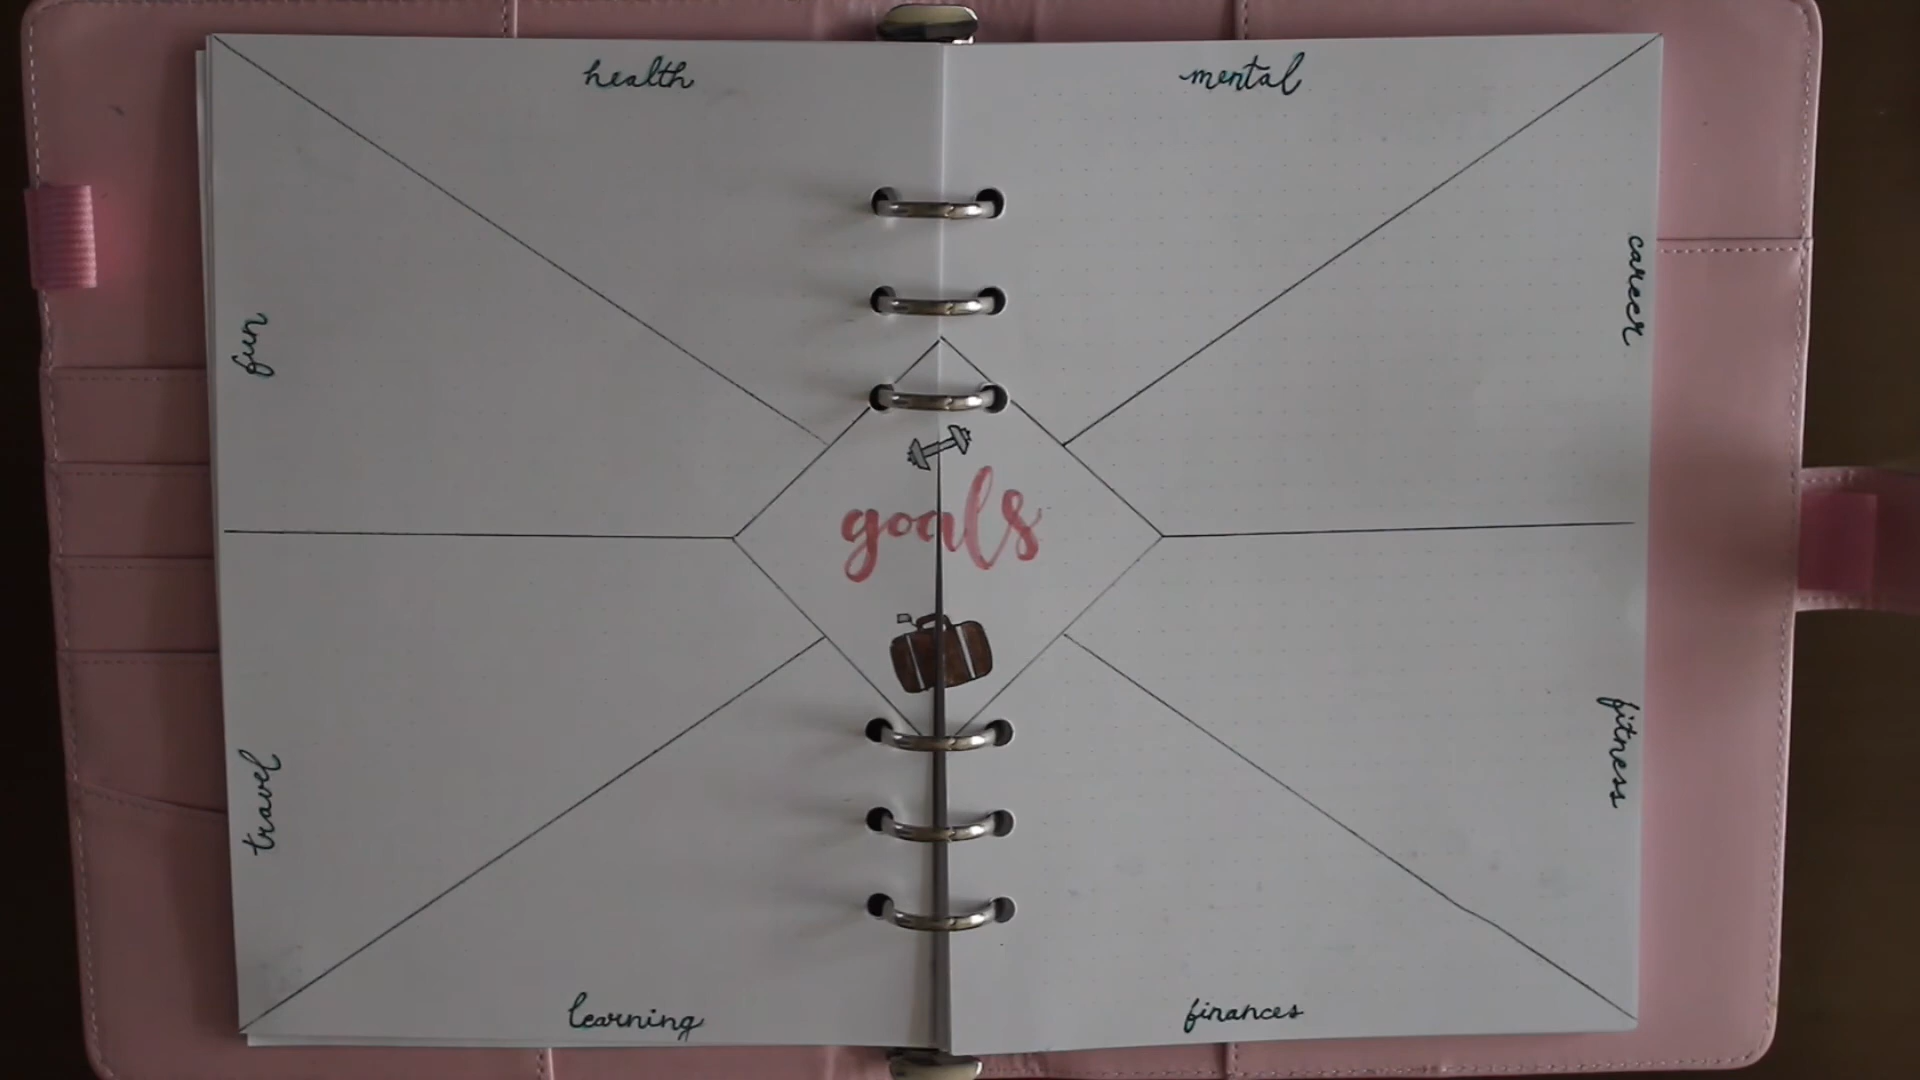 health
mental
career
fun
goals
travel
fitness
learning
finances